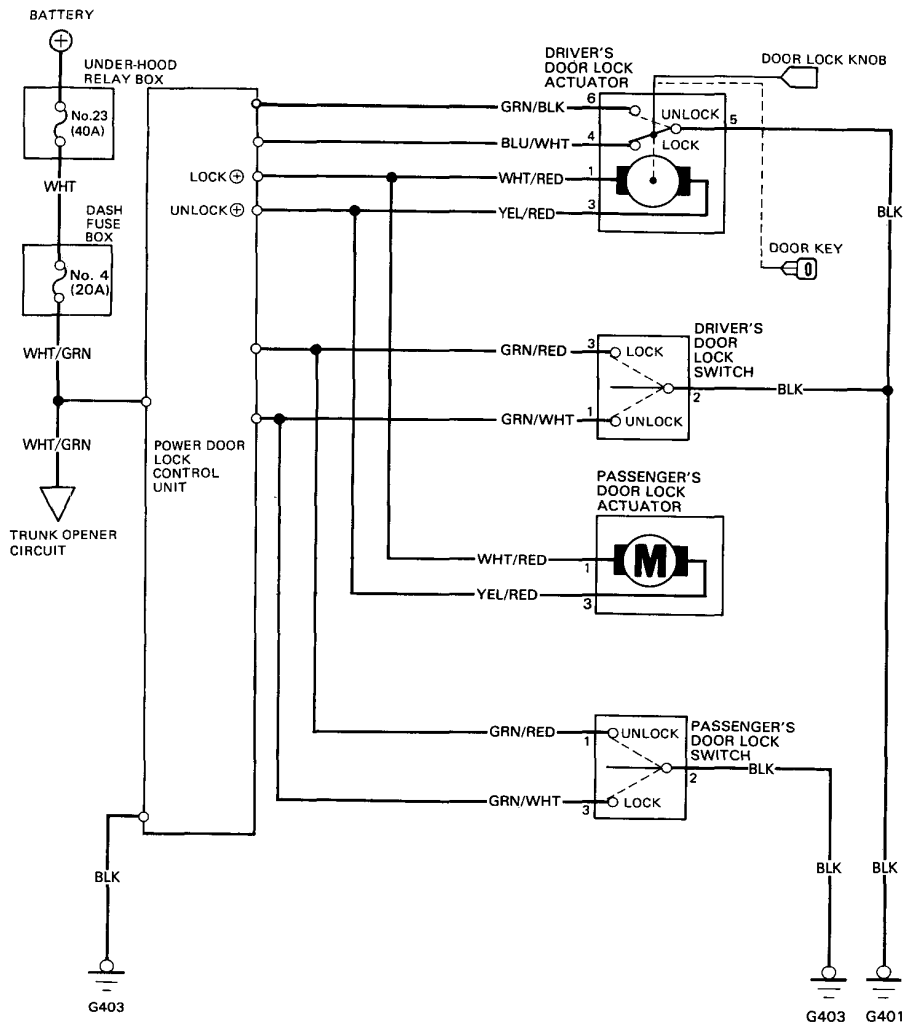 BATTERY
UNDER-HOOD
RELAY BOX
No.23
(40A)
WHT
DASH
FUSE
BOX
No. 4
(20A)
WHT/GRN
WHT/GRN
TRUNK OPENER
CIRCUIT
BLK
G403
LOCK
UNLOCK
POWER DOOR
LOCK
CONTROL
UNIT
DRIVER'S
DOOR LOCK
ACTUATOR
DOOR LOCK KNOB
GRN/BLK
6
UNLOCK
5
BLU/WHT
4
LOCK
WHT/RED
1
YEL/RED
3
BLK
DOOR KEY
DRIVER'S
DOOR
LOCK
SWITCH
GRN/RED
3
LOCK
2
BLK
GRN/WHT
1
UNLOCK
PASSENGER'S
DOOR LOCK
ACTUATOR
WHT/RED
1
M
YEL/RED
3
PASSENGER'S
DOOR LOCK
SWITCH
GRN/RED
1
UNLOCK
2
BLK
GRN/WHT
3
LOCK
BLK
BLK
G403
G401